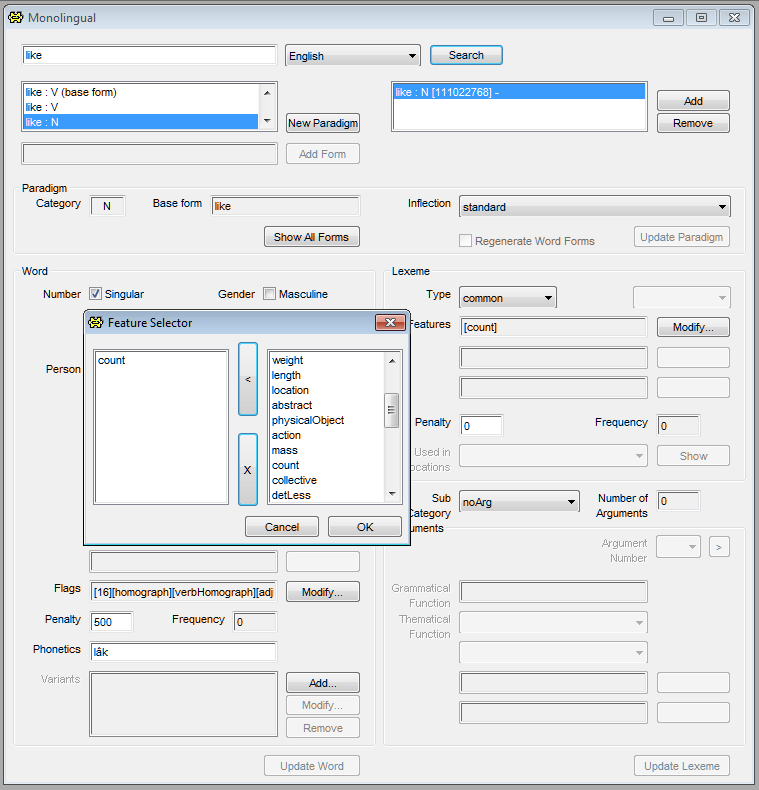 Monolingual
like
English
Search
like : V (base form)
like : V
like : N
New Paradigm
like : N [111022768] -
Add
Remove
Add Form
Paradigm
Category
N
Base form
like
Inflection
standard
Show All Forms
Regenerate Word Forms
Update Paradigm
Word
Number
Singular
Gender
Masculine
Person
Lexeme
Type
common
Features
[count]
Modify...
Feature Selector
count
<
X
weight
length
location
abstract
physicalObject
action
mass
count
collective
detLess
Cancel
OK
Penalty
0
Frequency
0
Used in
ocations
Show
Sub
Category
noArg
Number of
Arguments
0
uments
Argument
Number
>
Flags
[16][homograph][verbHomograph][adj
Modify...
Penalty
500
Frequency
0
Phonetics
lâk
Variants
Add...
Modify...
Remove
Grammatical
Function
Thematical
Function
Update Word
Update Lexeme